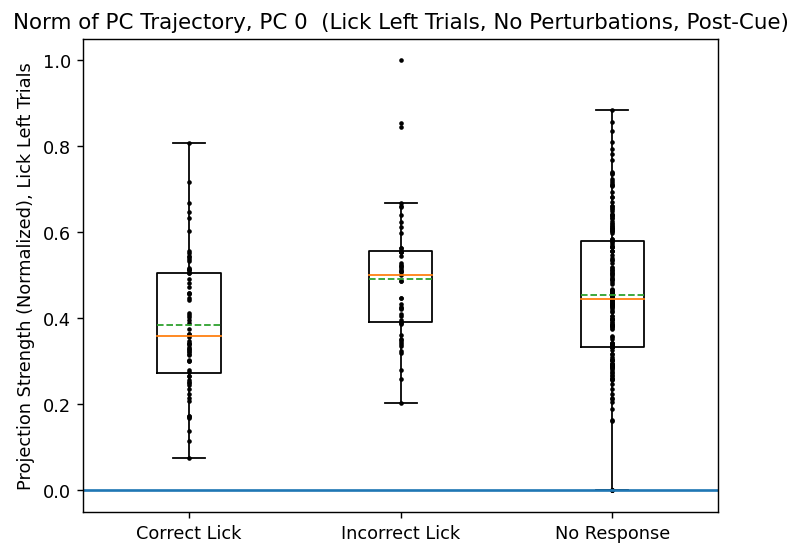 Norm of PC Trajectory, PC 0  (Lick Left Trials, No Perturbations, Post-Cue)
Projection Strength (Normalized), Lick Left Trials
1.0
0.8
0.6
0.4
0.2
0.0
Correct Lick
Incorrect Lick
No Response